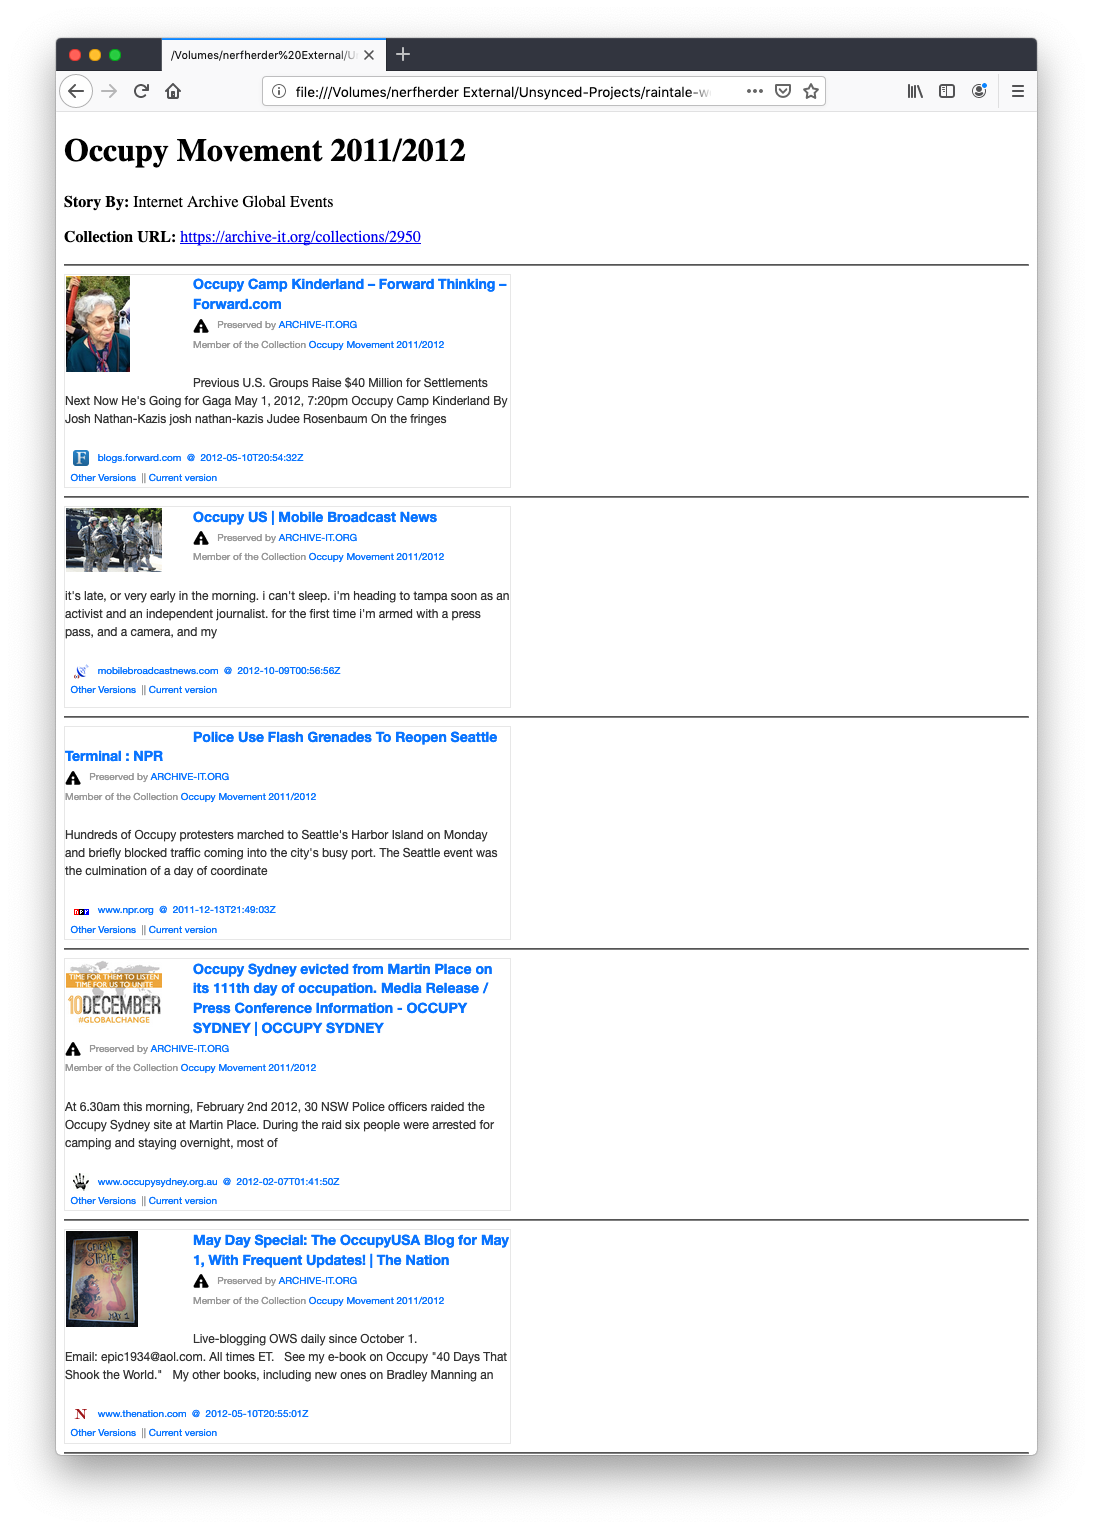 /Volumes/nerfherder%20External/U
file:///Volumes/nerfherder External/Unsynced-Projects/raintale-w
Occupy Movement 2011/2012
Story By: Internet Archive Global Events
Collection URL: https://archive-it.org/collections/2950
Occupy Camp Kinderland – Forward Thinking –
Forward.com
Preserved by ARCHIVE-IT.ORG
Member of the Collection Occupy Movement 2011/2012
Previous U.S. Groups Raise $40 Million for Settlements
Next Now He's Going for Gaga May 1, 2012, 7:20pm Occupy Camp Kinderland By
Josh Nathan-Kazis josh nathan-kazis Judee Rosenbaum On the fringes
F
blogs.forward.com @ 2012-05-10T20:54:32Z
Other Versions || Current version
Occupy US | Mobile Broadcast News
Preserved by ARCHIVE-IT.ORG
Member of the Collection Occupy Movement 2011/2012
it's late, or very early in the morning. i can't sleep. i'm heading to tampa soon as an
activist and an independent journalist. for the first time i'm armed with a press
pass, and a camera, and my
mobilebroadcastnews.com @ 2012-10-09T00:56:56Z
Other Versions || Current version
Police Use Flash Grenades To Reopen Seattle
Terminal : NPR
Preserved by ARCHIVE-IT.ORG
Member of the Collection Occupy Movement 2011/2012
Hundreds of Occupy protesters marched to Seattle's Harbor Island on Monday
and briefly blocked traffic coming into the city's busy port. The Seattle event was
the culmination of a day of coordinate
npr
www.npr.org @ 2011-12-13T21:49:03Z
Other Versions || Current version
TIME FOR THEM TO LISTEN
TIME FOR US TO UNITE
10DECEMBER
#GLOBALCHANGE
Occupy Sydney evicted from Martin Place on
its 111th day of occupation. Media Release /
Press Conference Information - OCCUPY
SYDNEY | OCCUPY SYDNEY
Preserved by ARCHIVE-IT.ORG
Member of the Collection Occupy Movement 2011/2012
At 6.30am this morning, February 2nd 2012, 30 NSW Police officers raided the
Occupy Sydney site at Martin Place. During the raid six people were arrested for
camping and staying overnight, most of
www.occupysydney.org.au @ 2012-02-07T01:41:50Z
Other Versions || Current version
GENERAL
STRIKE
MAY 1
May Day Special: The OccupyUSA Blog for May
1, With Frequent Updates! | The Nation
Preserved by ARCHIVE-IT.ORG
Member of the Collection Occupy Movement 2011/2012
Live-blogging OWS daily since October 1.
Email: epic1934@aol.com. All times ET. See my e-book on Occupy "40 Days That
Shook the World." My other books, including new ones on Bradley Manning an
N
www.thenation.com @ 2012-05-10T20:55:01Z
Other Versions || Current version